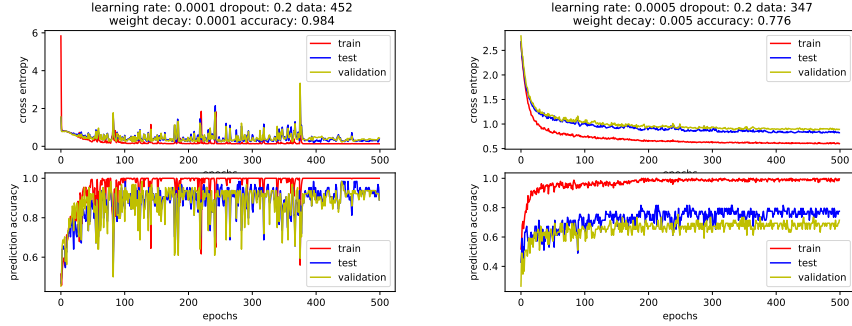 learning rate: 0.0001 dropout: 0.2 data: 452
weight decay: 0.0001 accuracy: 0.984
6
4
2
0
cross entropy
train
test
validation
0 100 200 300 400 500
epochs
1.0
0.8
0.6
prediction accuracy
train
test
validation
0 100 200 300 400 500
epochs
learning rate: 0.0005 dropout: 0.2 data: 347
weight decay: 0.005 accuracy: 0.776
2.5
2.0
1.5
1.0
0.5
cross entropy
train
test
validation
0 100 200 300 400 500
epochs
1.0
0.8
0.6
0.4
prediction accuracy
train
test
validation
0 100 200 300 400 500
epochs